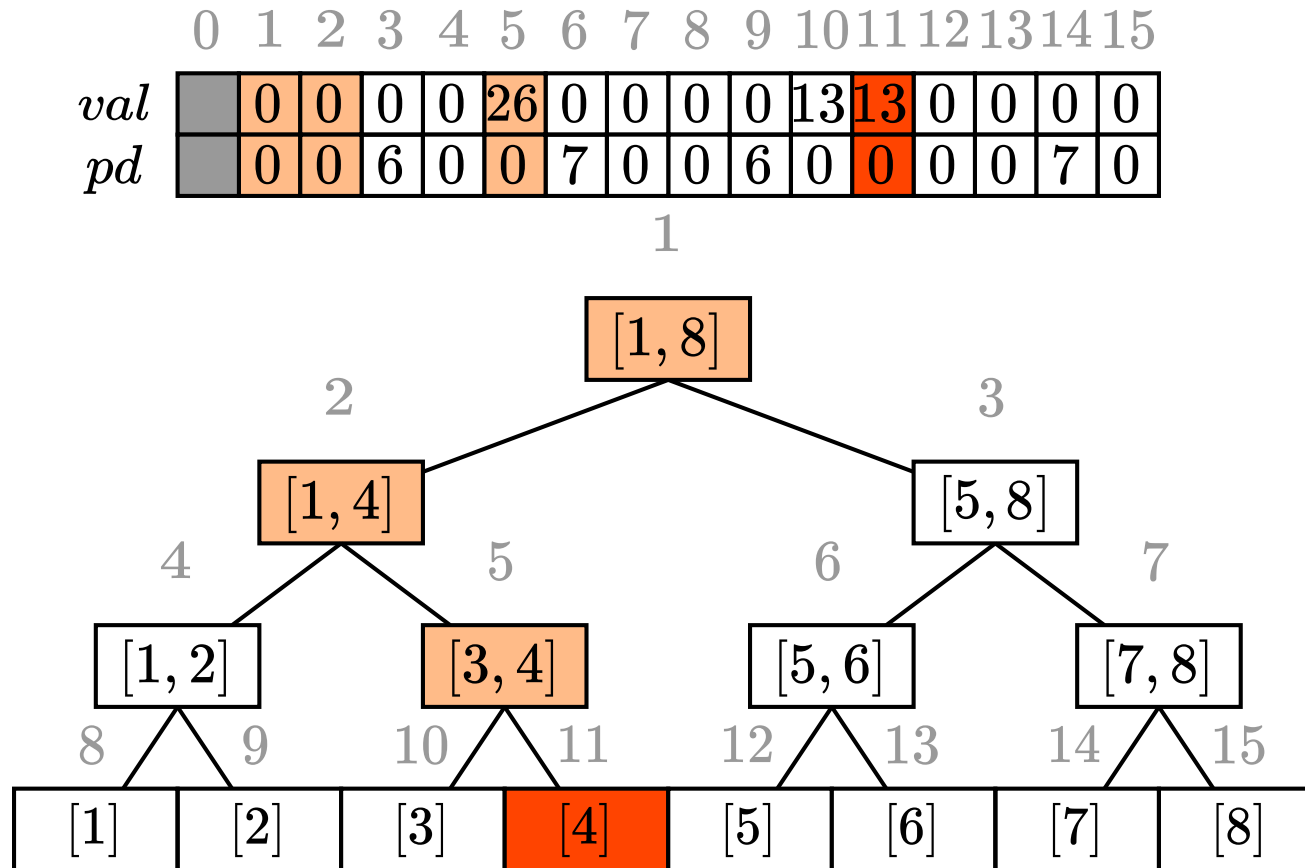 0 1 2 3 4 5 6 7 8 9 10 11 12 13 14 15
val 0 0 0 0 26 0 0 0 0 13 13 0 0 0 0
pd 0 0 6 0 0 7 0 0 6 0 0 0 0 7 0
1
[1, 8]
2 3
[1, 4] [5, 8]
4 5 6 7
[1, 2] [3, 4] [5, 6] [7, 8]
8 9 10 11 12 13 14 15
[1] [2] [3] [4] [5] [6] [7] [8]